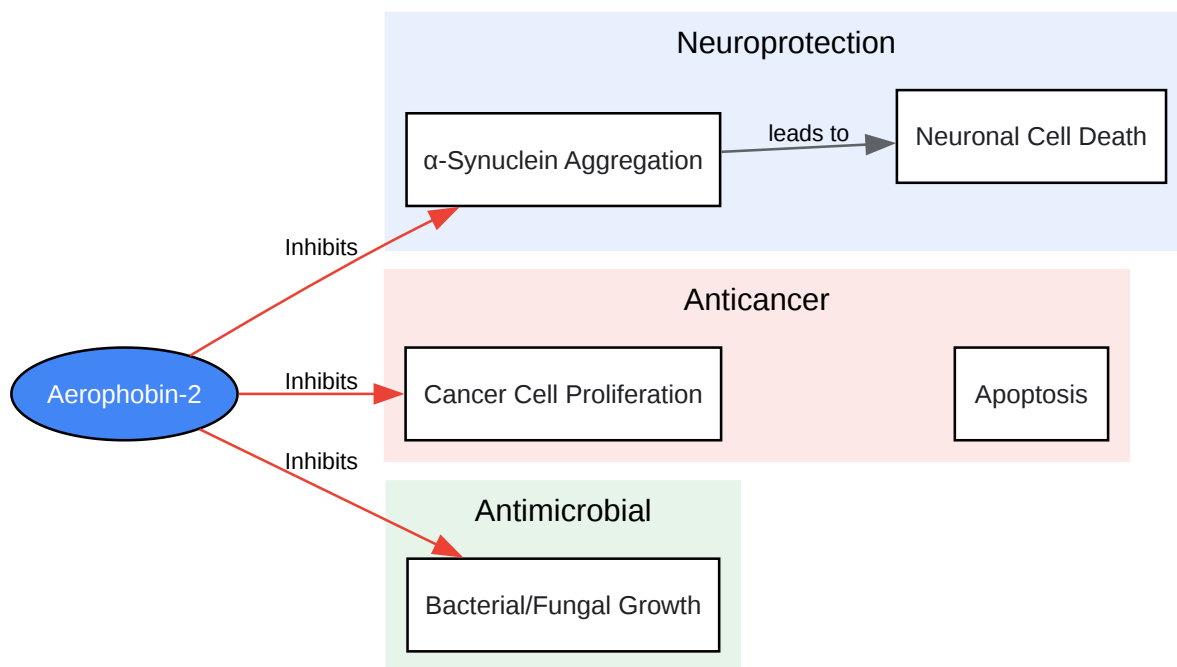 Neuroprotection
α-Synuclein Aggregation
leads to
Neuronal Cell Death
Inhibits
Anticancer
Aerophobin-2
Inhibits
Cancer Cell Proliferation
Apoptosis
Inhibits
Antimicrobial
Bacterial/Fungal Growth